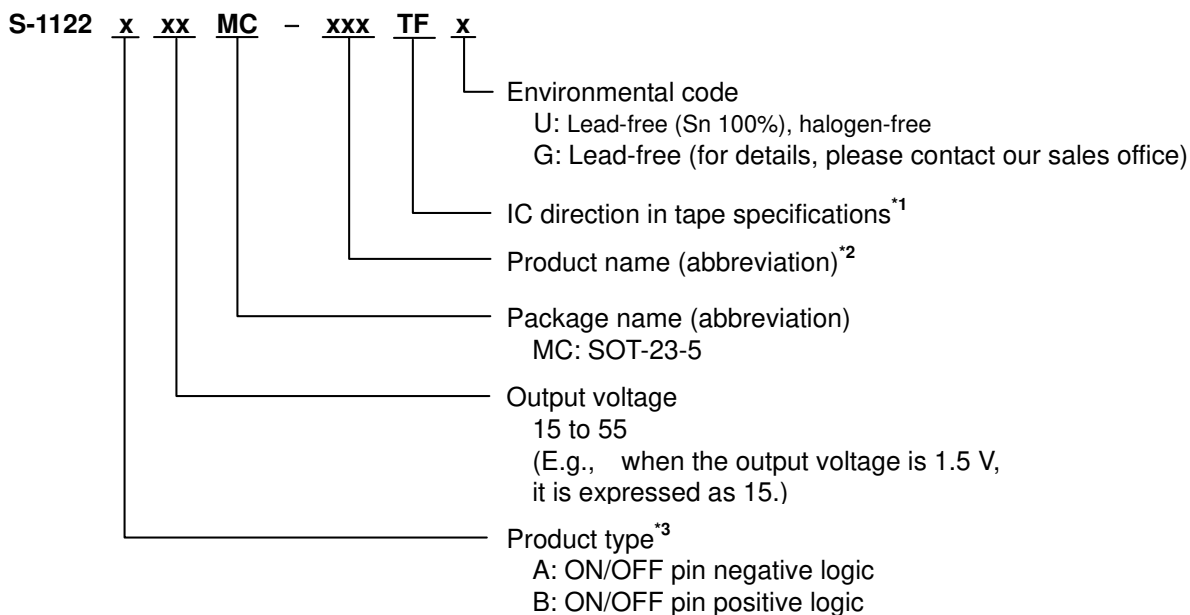 S-1122 x xx MC – xxx TF x
Environmental code
U: Lead-free (Sn 100%), halogen-free
G: Lead-free (for details, please contact our sales office)
IC direction in tape specifications*1
Product name (abbreviation)*2
Package name (abbreviation)
MC: SOT-23-5
Output voltage
15 to 55
(E.g., when the output voltage is 1.5 V,
it is expressed as 15.)
Product type*3
A: ON/OFF pin negative logic
B: ON/OFF pin positive logic